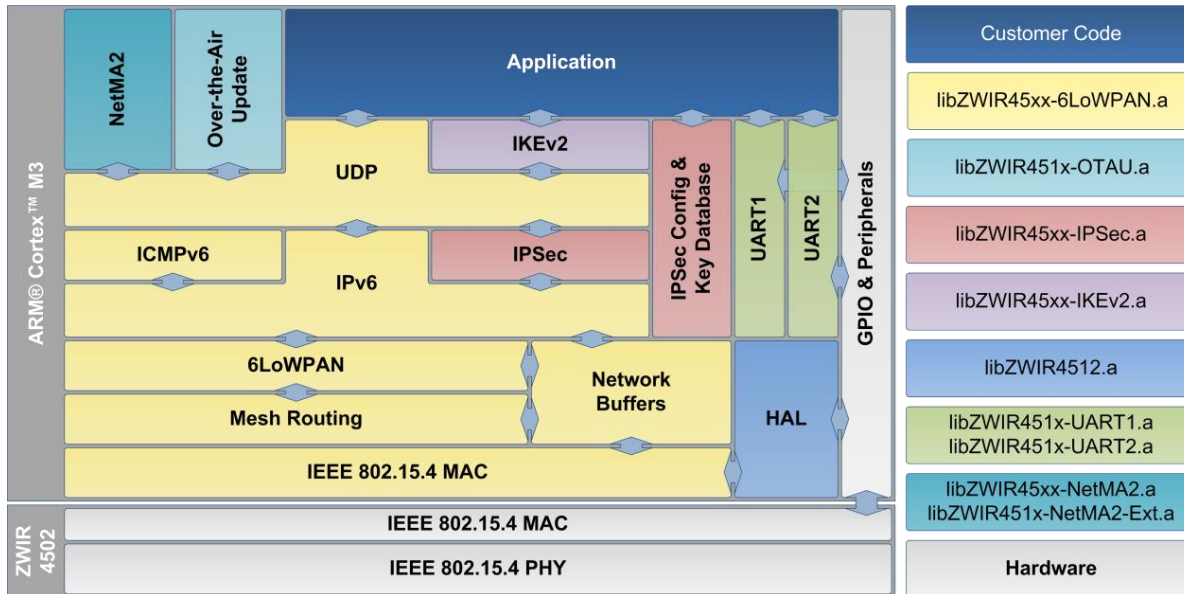 ARM® Cortex™ M3
NetMA2
Over-the-Air
Update
Application
UDP
IKEv2
IPSec Config &
Key Database
UART1
UART2
GPIO & Peripherals
ICMPv6
IPv6
IPSec
6LoWPAN
Network
Buffers
Mesh Routing
HAL
IEEE 802.15.4 MAC
ZWIR
4502
IEEE 802.15.4 MAC
IEEE 802.15.4 PHY
Customer Code
libZWIR45xx-6LoWPAN.a
libZWIR451x-OTAU.a
libZWIR45xx-IPSec.a
libZWIR45xx-IKEv2.a
libZWIR4512.a
libZWIR451x-UART1.a
libZWIR451x-UART2.a
libZWIR45xx-NetMA2.a
libZWIR451x-NetMA2-Ext.a
Hardware